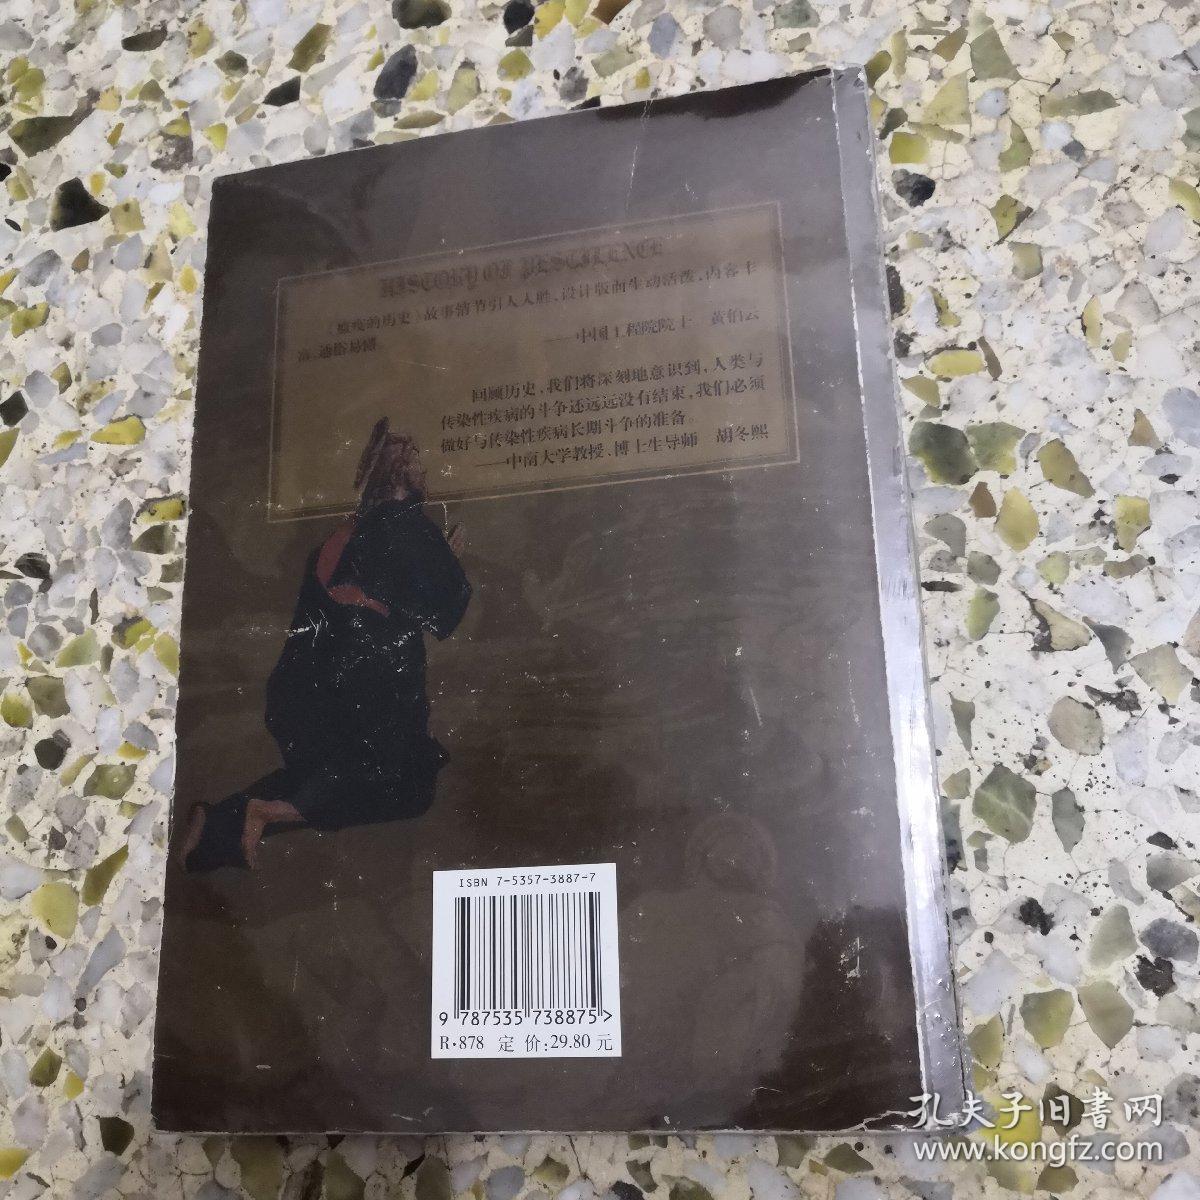 HISTORY OF PESTILENCE
《瘟疫的历史》故事情节引人入胜，设计版面生动活泼，内容丰
富、通俗易懂。
——中国工程院院士 黄伯云
回顾历史，我们将深刻地意识到，人类与
传染性疾病的斗争还远远没有结束，我们必须
做好与传染性疾病长期斗争的准备。
——中南大学教授、博士生导师 胡冬煕
ISBN 7-5357-3887-7
9 787535 738875 >
R·878 定 价：29.80 元
孔夫子旧書网
www.kongfz.com